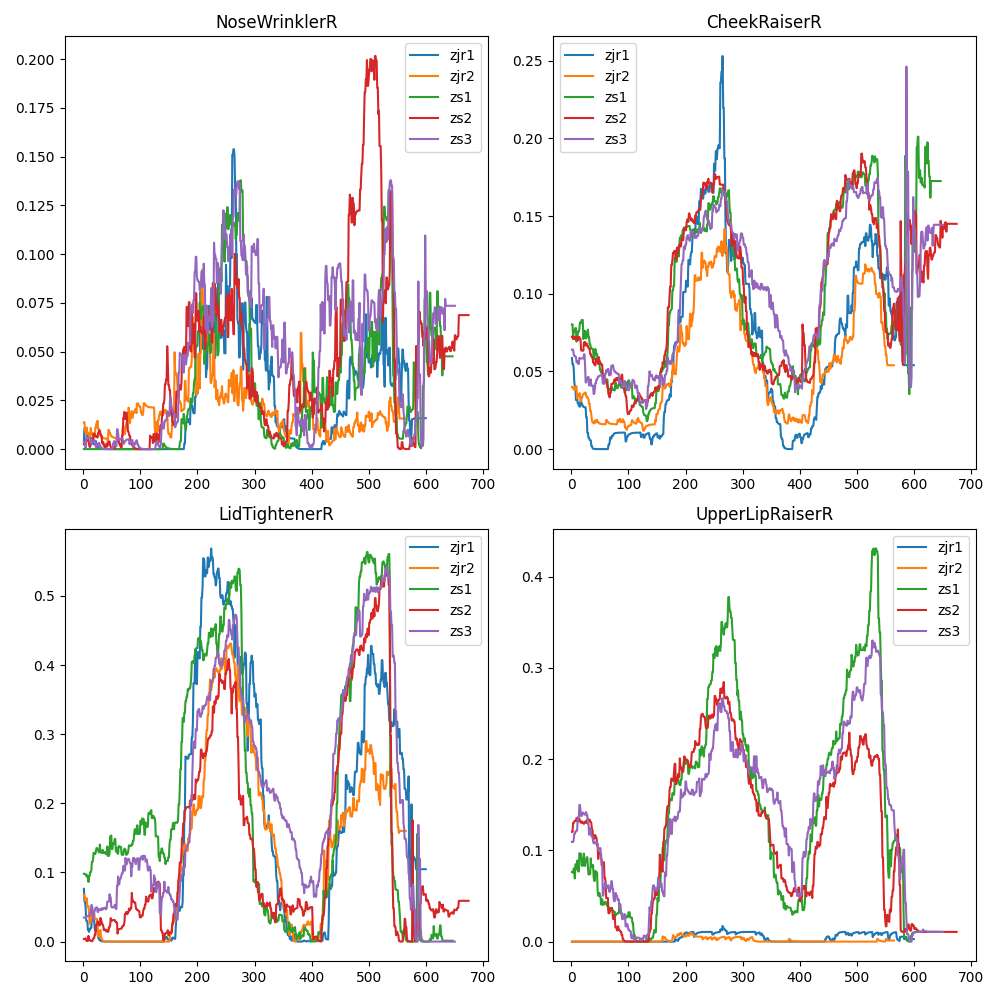 NoseWrinklerR
0.200
0.175
0.150
0.125
0.100
0.075
0.050
0.025
0.000
0 100 200 300 400 500 600 700
zjr1
zjr2
zs1
zs2
zs3
CheekRaiserR
0.25
0.20
0.15
0.10
0.05
0.00
0 100 200 300 400 500 600 700
zjr1
zjr2
zs1
zs2
zs3
LidTightenerR
0.5
0.4
0.3
0.2
0.1
0.0
0 100 200 300 400 500 600 700
zjr1
zjr2
zs1
zs2
zs3
UpperLipRaiserR
0.4
0.3
0.2
0.1
0.0
0 100 200 300 400 500 600 700
zjr1
zjr2
zs1
zs2
zs3